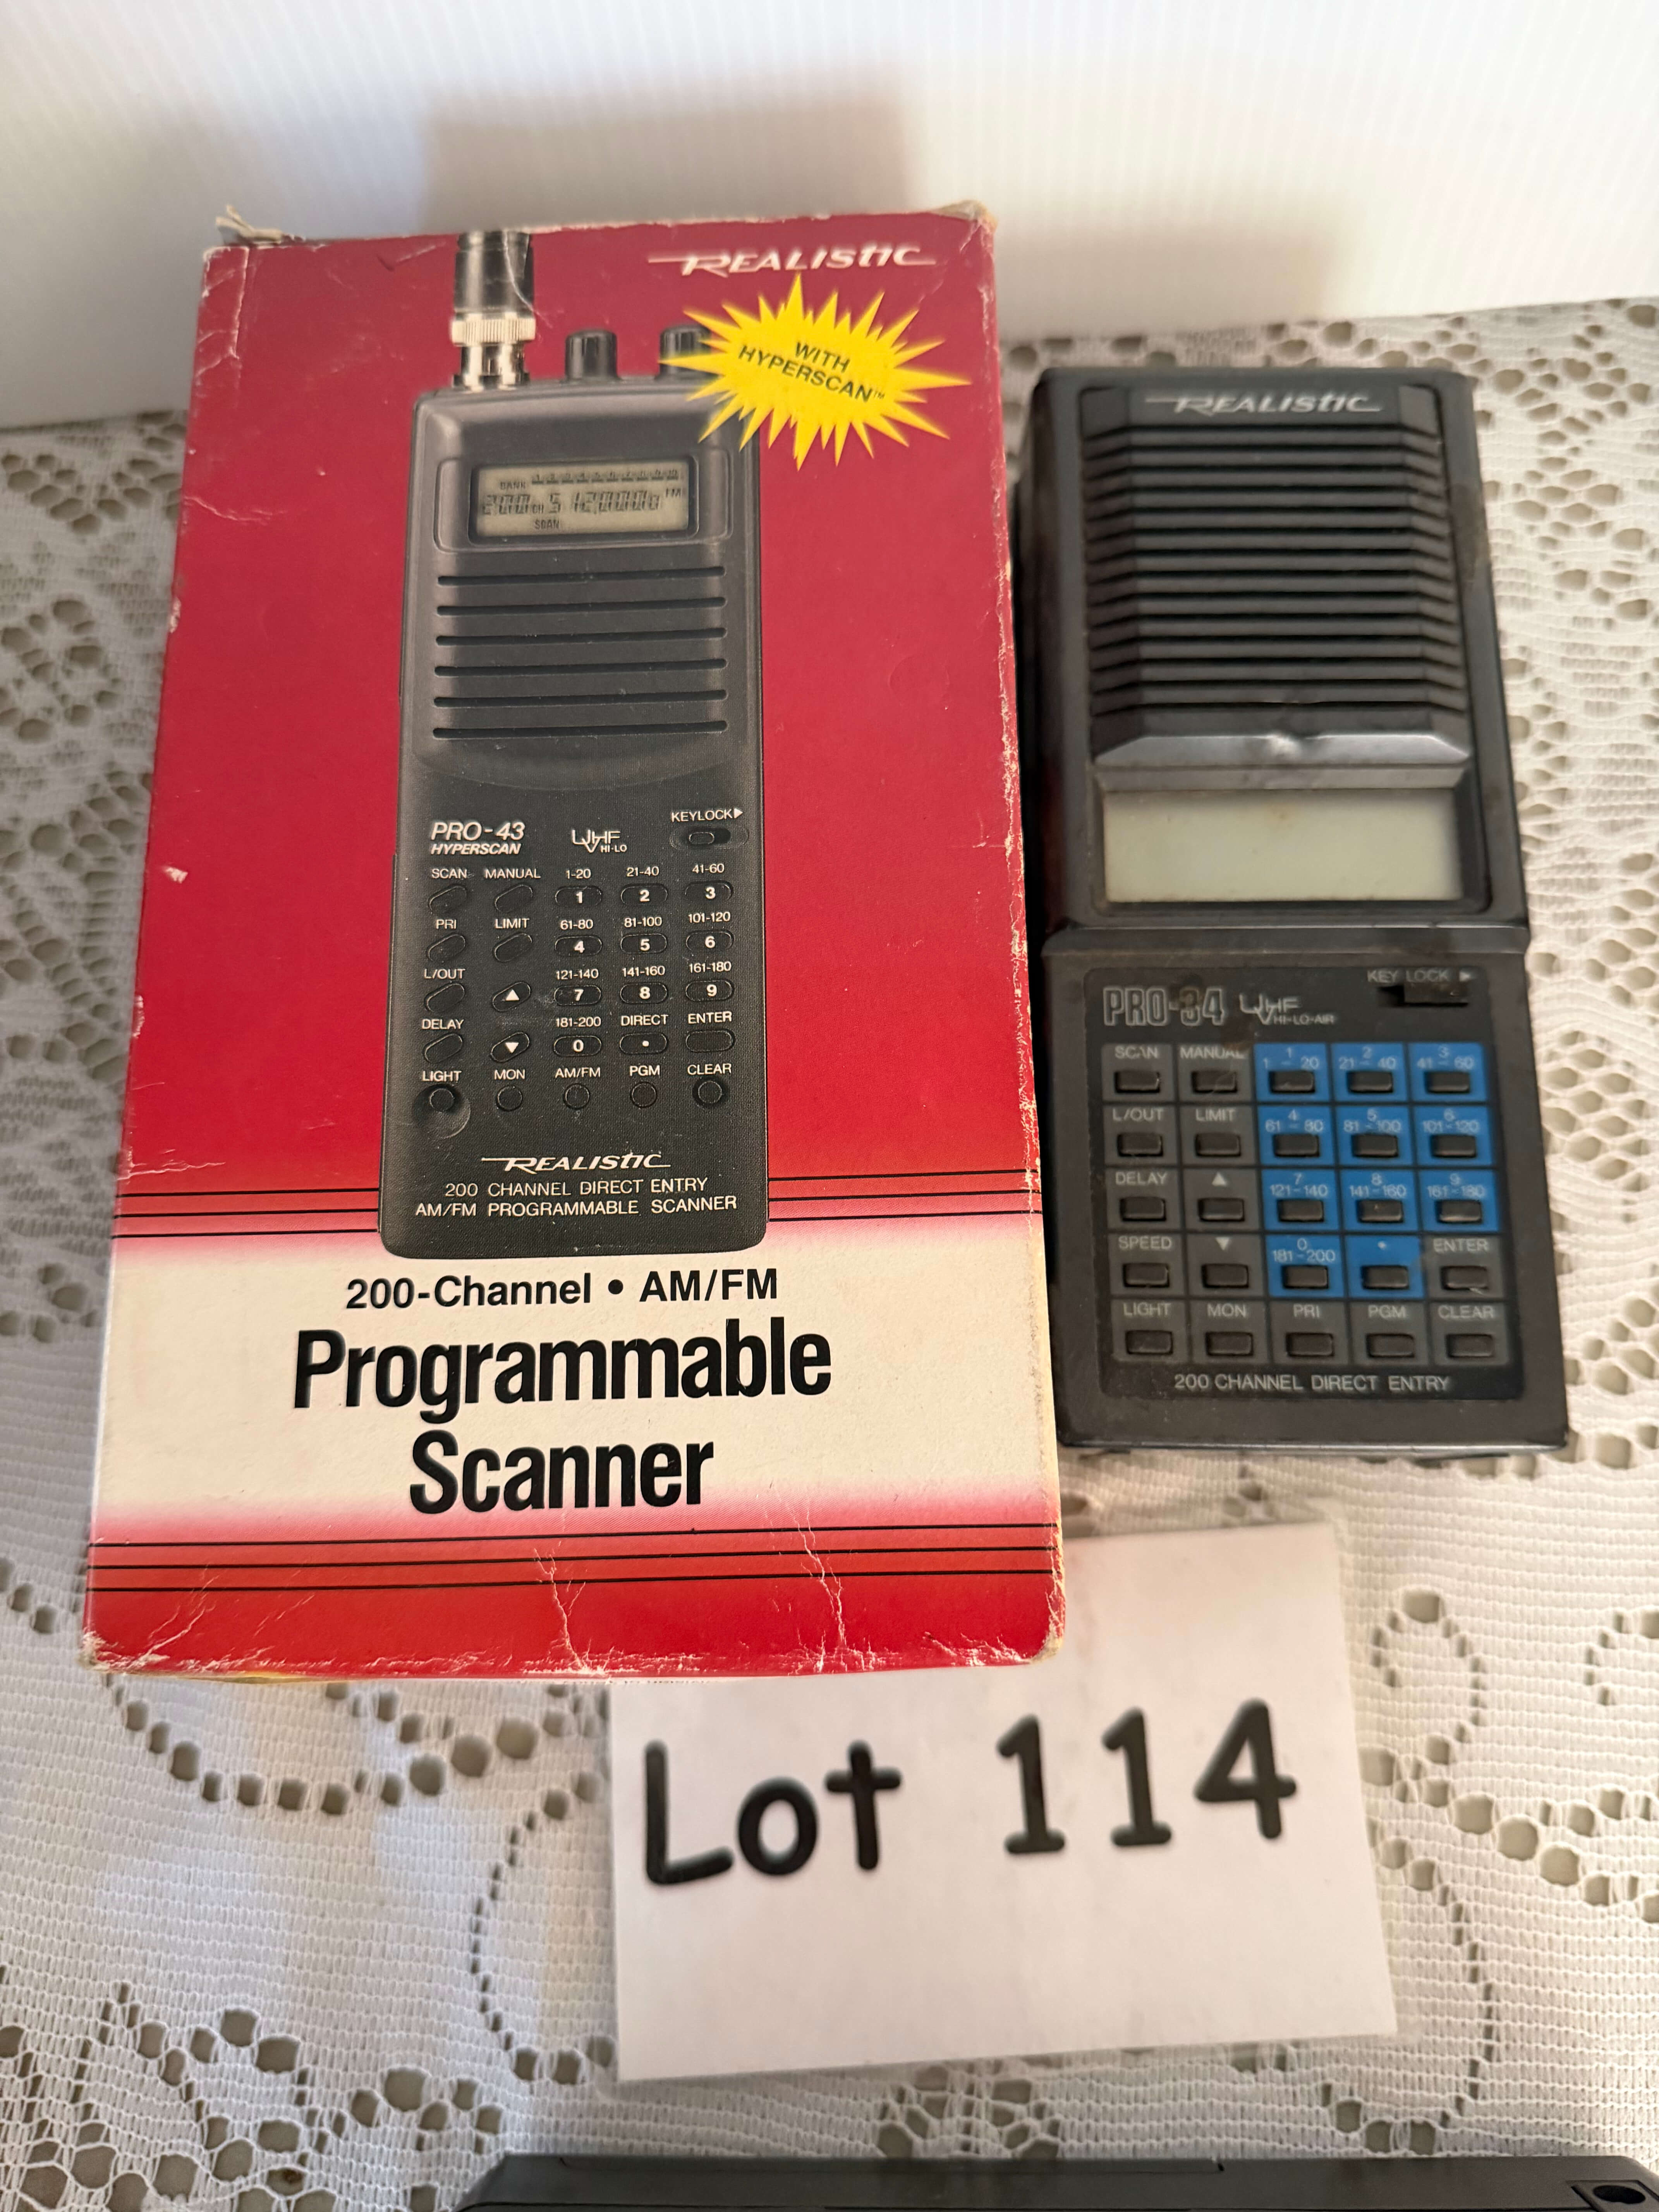 REALISTIC
WITH
HYPERSCAN™
BANK
200 CH 512.0000 FM
SCAN
PRO-43
HYPERSCAN
UHF
VHF HI-LO
KEYLOCK ▶
SCAN MANUAL 1-20 21-40 41-60
1 2 3
PRI LIMIT 61-80 81-100 101-120
4 5 6
L/OUT 121-140 141-160 161-180
▲ 7 8 9
DELAY 181-200 DIRECT ENTER
▼ 0 •
LIGHT MON AM/FM PGM CLEAR
REALISTIC
200 CHANNEL DIRECT ENTRY
AM/FM PROGRAMMABLE SCANNER
200-Channel • AM/FM
Programmable
Scanner
REALISTIC
KEY LOCK ▶
PRO-34 UHF
VHF HI-LO-AIR
SCAN MANUAL 1 2 3
1-20 21-40 41-60
L/OUT LIMIT 4 5 6
61-80 81-100 101-120
DELAY ▲ 7 8 9
121-140 141-160 161-180
SPEED ▼ 0 • ENTER
181-200
LIGHT MON PRI PGM CLEAR
200 CHANNEL DIRECT ENTRY
Lot 114